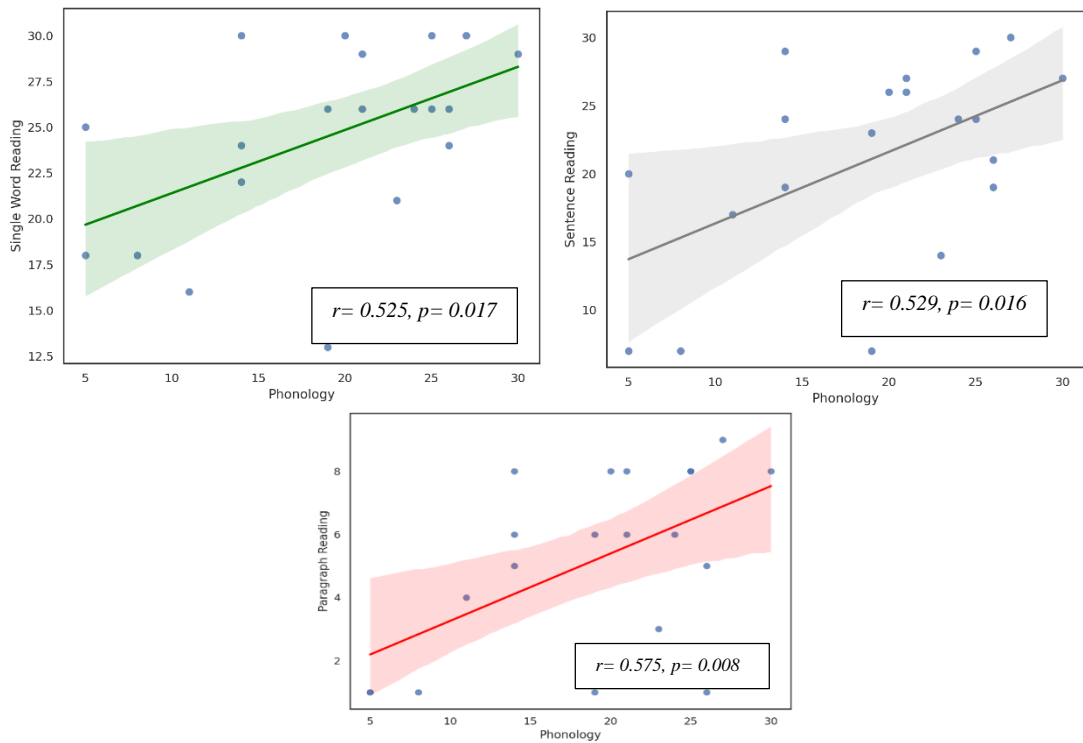 Single Word Reading
30.0
27.5
25.0
22.5
20.0
17.5
15.0
12.5
r= 0.525, p= 0.017
5 10 15 20 25 30
Phonology
Sentence Reading
30
25
20
15
10
r= 0.529, p= 0.016
5 10 15 20 25 30
Phonology
Paragraph Reading
8
6
4
2
r= 0.575, p= 0.008
5 10 15 20 25 30
Phonology